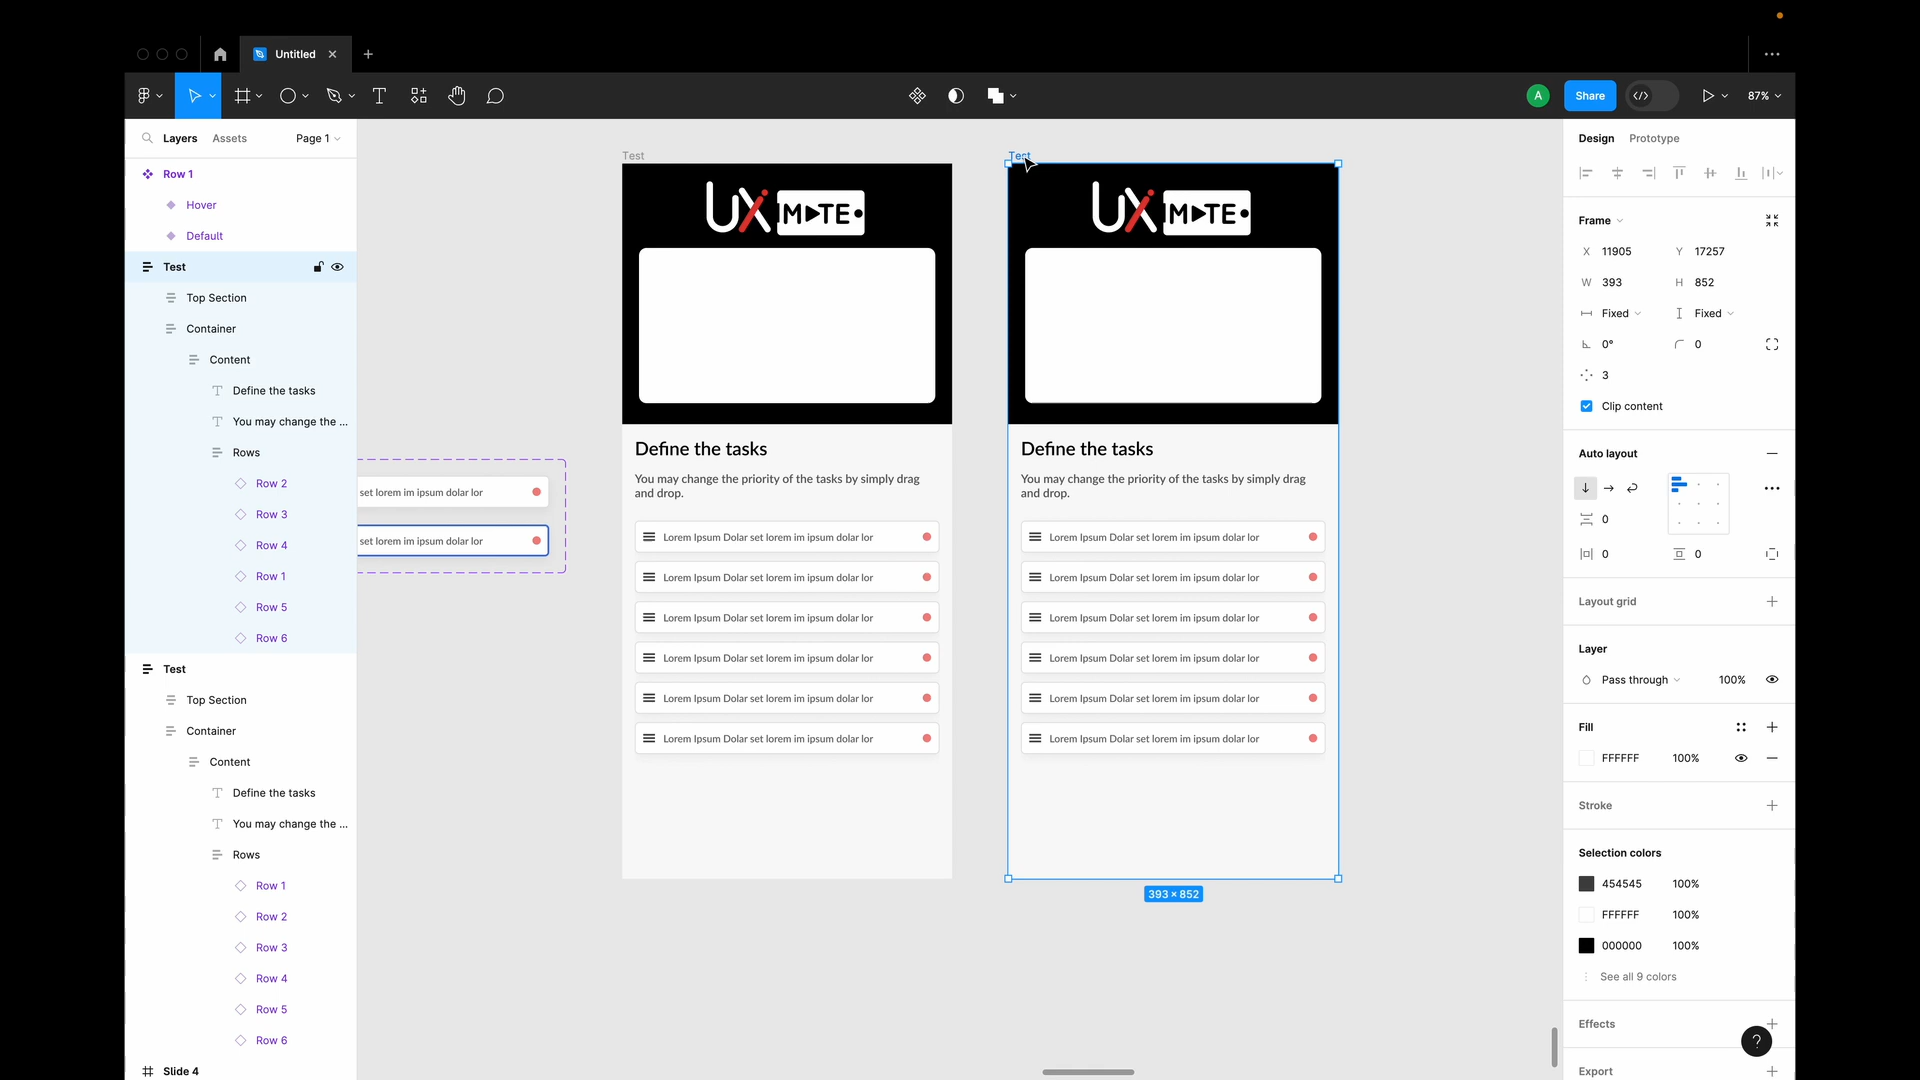 Untitled
A
Share
87%
Layers
Assets
Page 1
Row 1
Hover
Default
Test
Top Section
Container
Content
Define the tasks
You may change the ...
Rows
Row 2
Row 3
Row 4
Row 1
Row 5
Row 6
Test
Top Section
Container
Content
Define the tasks
You may change the ...
Rows
Row 1
Row 2
Row 3
Row 4
Row 5
Row 6
Slide 4
set lorem im ipsum dolar lor
set lorem im ipsum dolar lor
Test
UX M▶TE
Define the tasks
You may change the priority of the tasks by simply drag
and drop.
Lorem Ipsum Dolar set lorem im ipsum dolar lor
Lorem Ipsum Dolar set lorem im ipsum dolar lor
Lorem Ipsum Dolar set lorem im ipsum dolar lor
Lorem Ipsum Dolar set lorem im ipsum dolar lor
Lorem Ipsum Dolar set lorem im ipsum dolar lor
Lorem Ipsum Dolar set lorem im ipsum dolar lor
Test
UX M▶TE
Define the tasks
You may change the priority of the tasks by simply drag
and drop.
Lorem Ipsum Dolar set lorem im ipsum dolar lor
Lorem Ipsum Dolar set lorem im ipsum dolar lor
Lorem Ipsum Dolar set lorem im ipsum dolar lor
Lorem Ipsum Dolar set lorem im ipsum dolar lor
Lorem Ipsum Dolar set lorem im ipsum dolar lor
Lorem Ipsum Dolar set lorem im ipsum dolar lor
393 × 852
Design
Prototype
Frame
X 11905 Y 17257
W 393 H 852
Fixed Fixed
0° 0
3
Clip content
Auto layout
0
0 0
Layout grid
Layer
Pass through 100%
Fill
FFFFFF 100%
Stroke
Selection colors
454545 100%
FFFFFF 100%
000000 100%
See all 9 colors
Effects
?
Export